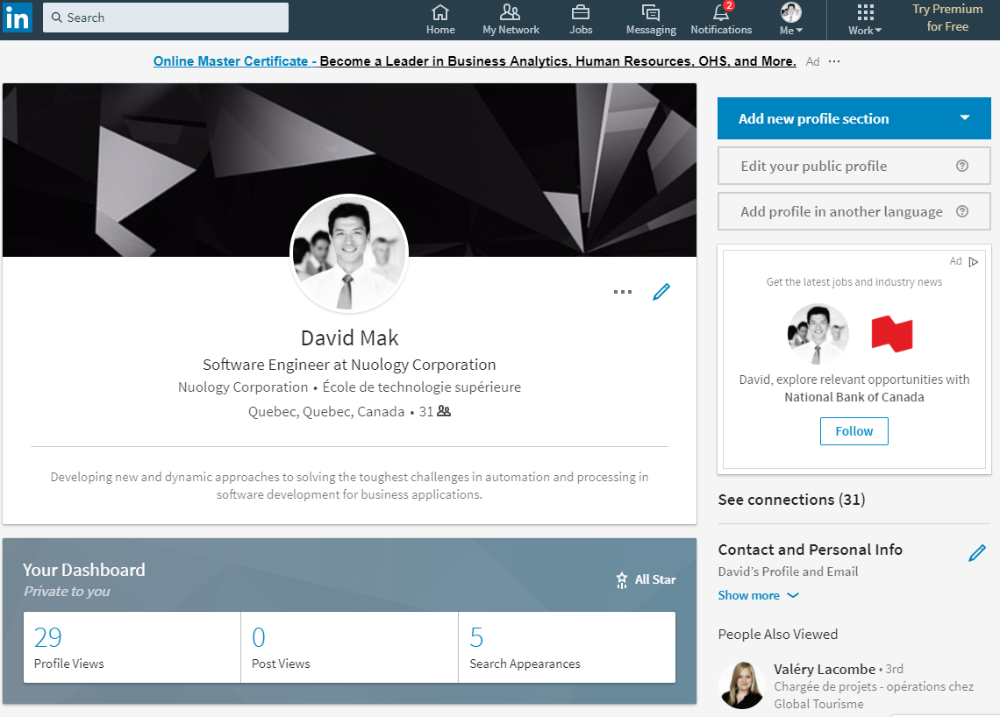 in
Search
Home
My Network
Jobs
Messaging
2
Notifications
Me
Work
Try Premium
for Free
Online Master Certificate - Become a Leader in Business Analytics, Human Resources, OHS, and More. Ad ...
David Mak
Software Engineer at Nuology Corporation
Nuology Corporation • École de technologie supérieure
Quebec, Quebec, Canada • 31
Developing new and dynamic approaches to solving the toughest challenges in automation and processing in
software development for business applications.
Your Dashboard
Private to you
All Star
29
Profile Views
0
Post Views
5
Search Appearances
Add new profile section
Edit your public profile ?
Add profile in another language ?
Ad
Get the latest jobs and industry news
David, explore relevant opportunities with
National Bank of Canada
Follow
See connections (31)
Contact and Personal Info
David's Profile and Email
Show more
People Also Viewed
Valéry Lacombe • 3rd
Chargée de projets - opérations chez
Global Tourisme